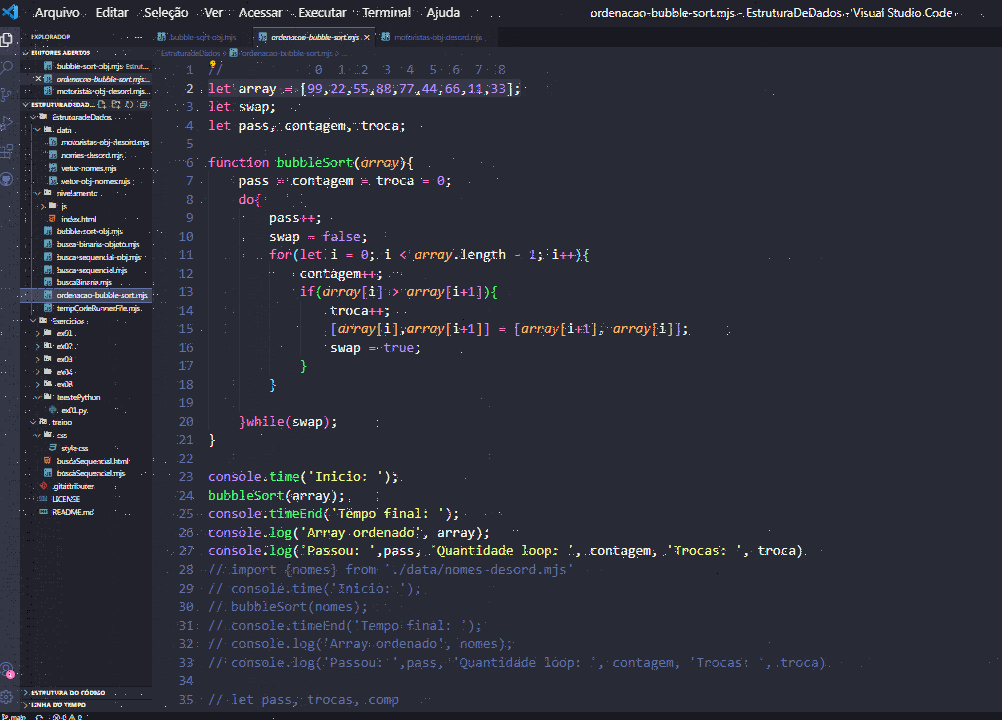 Arquivo Editar Seleção Ver Acessar Executar Terminal Ajuda
ordenacao-bubble-sort.mjs - EstruturaDeDados - Visual Studio Code
EXPLORADOR
bubble-sort-obj.mjs
ordenacao-bubble-sort.mjs
motoristas-obj-desord.mjs
EDITORES ABERTOS
EstruturaDeDados > ordenacao-bubble-sort.mjs > ...
bubble-sort-obj.mjs Estrut...
ordenacao-bubble-sort.mjs...
motoristas-obj-desord.mjs...
ESTRUTURADEDAD...
EstruturaDeDados
data
motoristas-obj-desord.mjs
nomes-desord.mjs
vetor-nomes.mjs
vetor-obj-nomes.mjs
nivelamento
js
index.html
bubble-sort-obj.mjs
busca-binaria-objeto.mjs
busca-sequencial-obj.mjs
busca-sequencial.mjs
buscaBinaria.mjs
ordenacao-bubble-sort.mjs
tempCodeRunnerFile.mjs
Exercicios
ex01
ex02
ex03
ex04
ex08
teestePython
ex01.py
treino
css
style.css
buscaSequencial.html
buscaSequencial.mjs
.gitattributes
LICENSE
README.md
ESTRUTURA DO CÓDIGO
LINHA DO TEMPO
main
1 // 0 1 2 3 4 5 6 7 8
2 let array = [99,22,55,88,77,44,66,11,33];
3 let swap;
4 let pass, contagem, troca;
5
6 function bubbleSort(array){
7 pass = contagem = troca = 0;
8 do{
9 pass++;
10 swap = false;
11 for(let i = 0; i < array.length - 1; i++){
12 contagem++;
13 if(array[i] > array[i+1]){
14 troca++;
15 [array[i],array[i+1]] = [array[i+1], array[i]];
16 swap = true;
17 }
18 }
19
20 }while(swap);
21 }
22
23 console.time('Inicio: ');
24 bubbleSort(array);
25 console.timeEnd('Tempo final: ');
26 console.log('Array ordenado', array);
27 console.log('Passou: ',pass, 'Quantidade loop: ', contagem, 'Trocas: ', troca)
28 // import {nomes} from './data/nomes-desord.mjs'
29 // console.time('Inicio: ');
30 // bubbleSort(nomes);
31 // console.timeEnd('Tempo final: ');
32 // console.log('Array ordenado', nomes);
33 // console.log('Passou: ',pass, 'Quantidade loop: ', contagem, 'Trocas: ', troca)
34
35 // let pass, trocas, comp